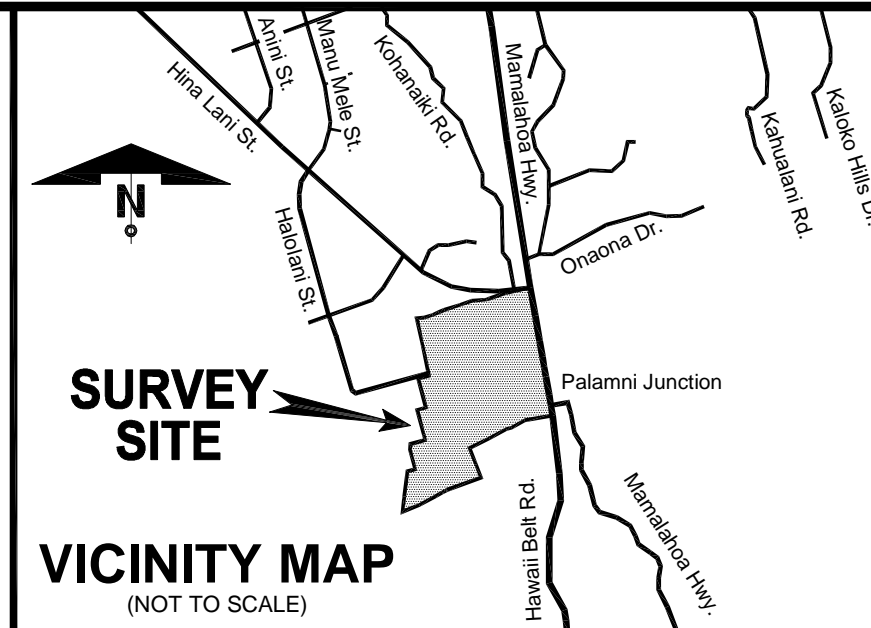 Anini St.
Manu Mele St.
Kohanaiki Rd.
Mamalahoa Hwy.
Hina Lani St.
Kahualani Rd.
Kaloko Hills Dr.
N
Halolani St.
Onaona Dr.
SURVEY
SITE
Palamni Junction
Hawaii Belt Rd.
Mamalahoa Hwy.
VICINITY MAP
(NOT TO SCALE)